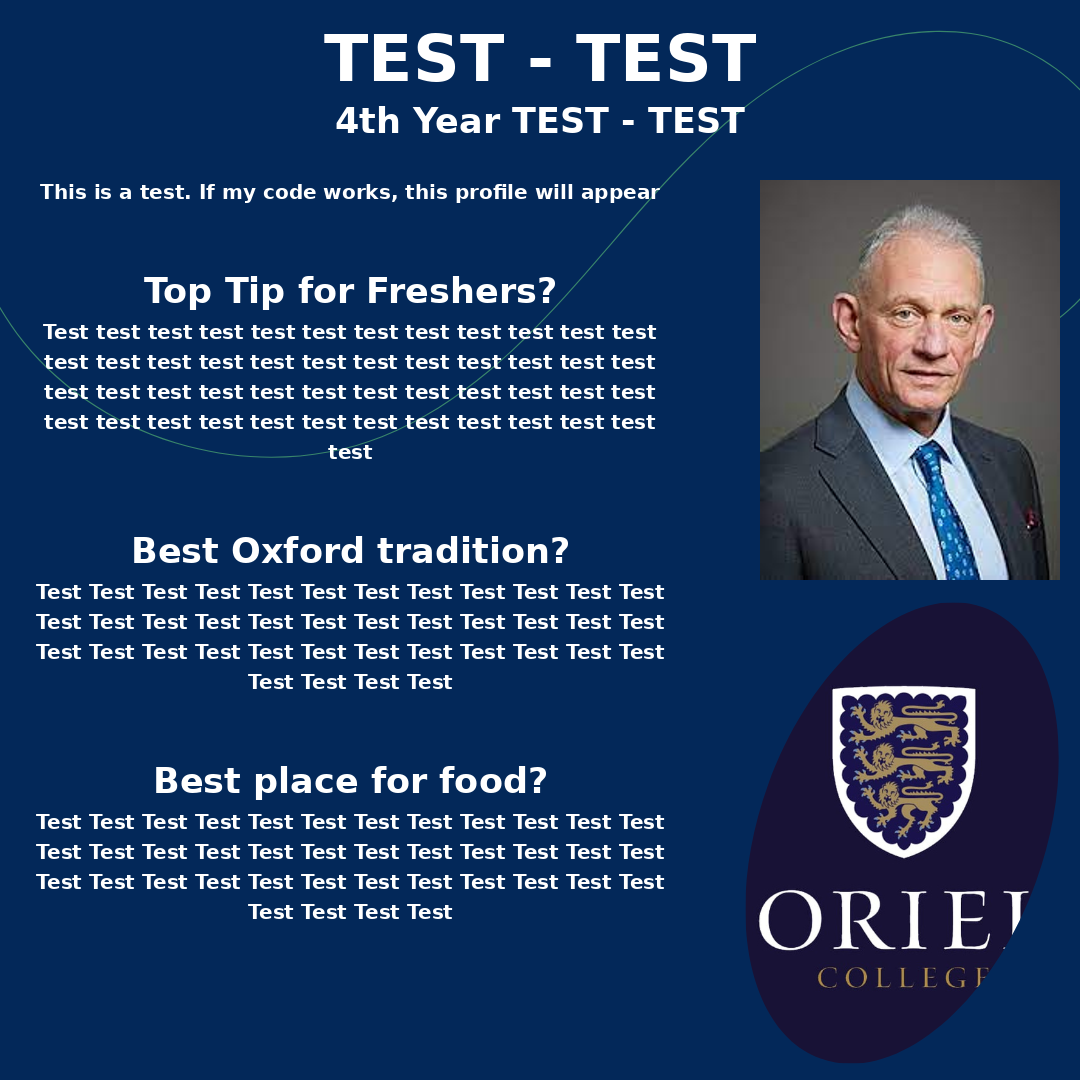 TEST - TEST
4th Year TEST - TEST
This is a test. If my code works, this profile will appear
Top Tip for Freshers?
Test test test test test test test test test test test test
test test test test test test test test test test test test
test test test test test test test test test test test test
test test test test test test test test test test test test
test
Best Oxford tradition?
Test Test Test Test Test Test Test Test Test Test Test Test
Test Test Test Test Test Test Test Test Test Test Test Test
Test Test Test Test Test Test Test Test Test Test Test Test
Test Test Test Test
Best place for food?
Test Test Test Test Test Test Test Test Test Test Test Test
Test Test Test Test Test Test Test Test Test Test Test Test
Test Test Test Test Test Test Test Test Test Test Test Test
Test Test Test Test
ORIEL
COLLEGE